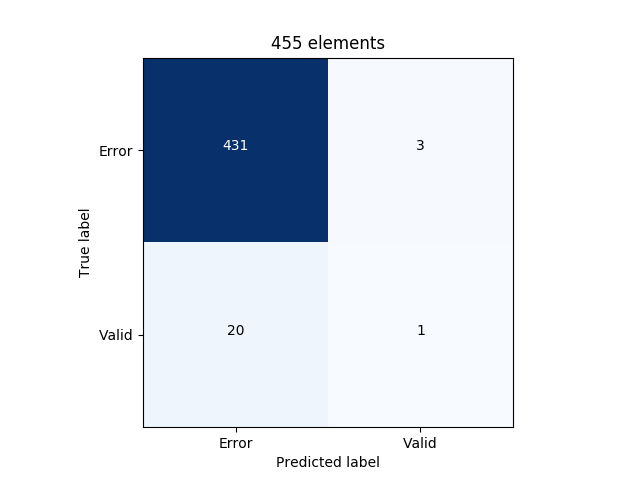 455 elements
Error
431
3
True label
Valid
20
1
Error
Valid
Predicted label